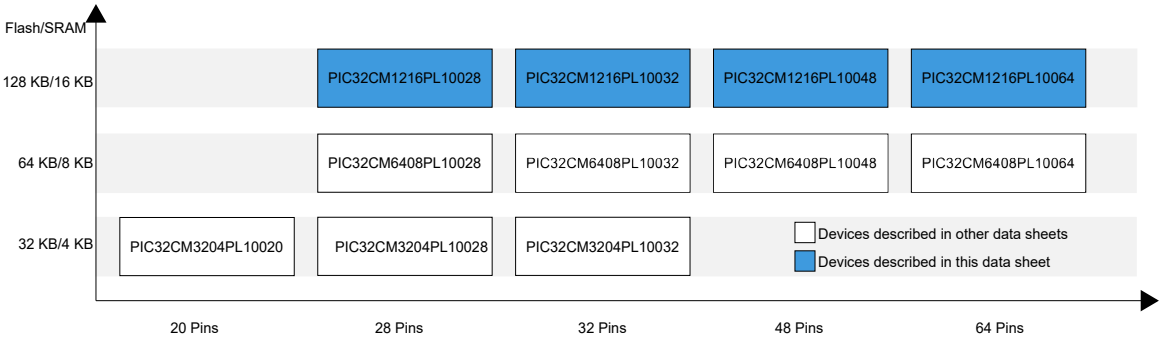 Flash/SRAM
128 KB/16 KB
PIC32CM1216PL10028
PIC32CM1216PL10032
PIC32CM1216PL10048
PIC32CM1216PL10064
64 KB/8 KB
PIC32CM6408PL10028
PIC32CM6408PL10032
PIC32CM6408PL10048
PIC32CM6408PL10064
32 KB/4 KB
PIC32CM3204PL10020
PIC32CM3204PL10028
PIC32CM3204PL10032
Devices described in other data sheets
Devices described in this data sheet
20 Pins
28 Pins
32 Pins
48 Pins
64 Pins